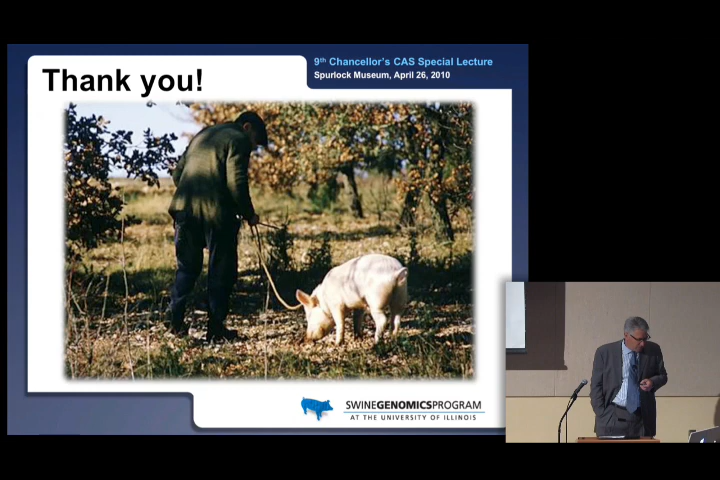 Thank you!
9th Chancellor's CAS Special Lecture
Spurlock Museum, April 26, 2010
SWINEGENOMICSPROGRAM
AT THE UNIVERSITY OF ILLINOIS